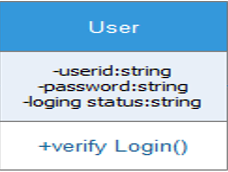 User
-userid:string
-password:string
-loging status:string
+verify Login()